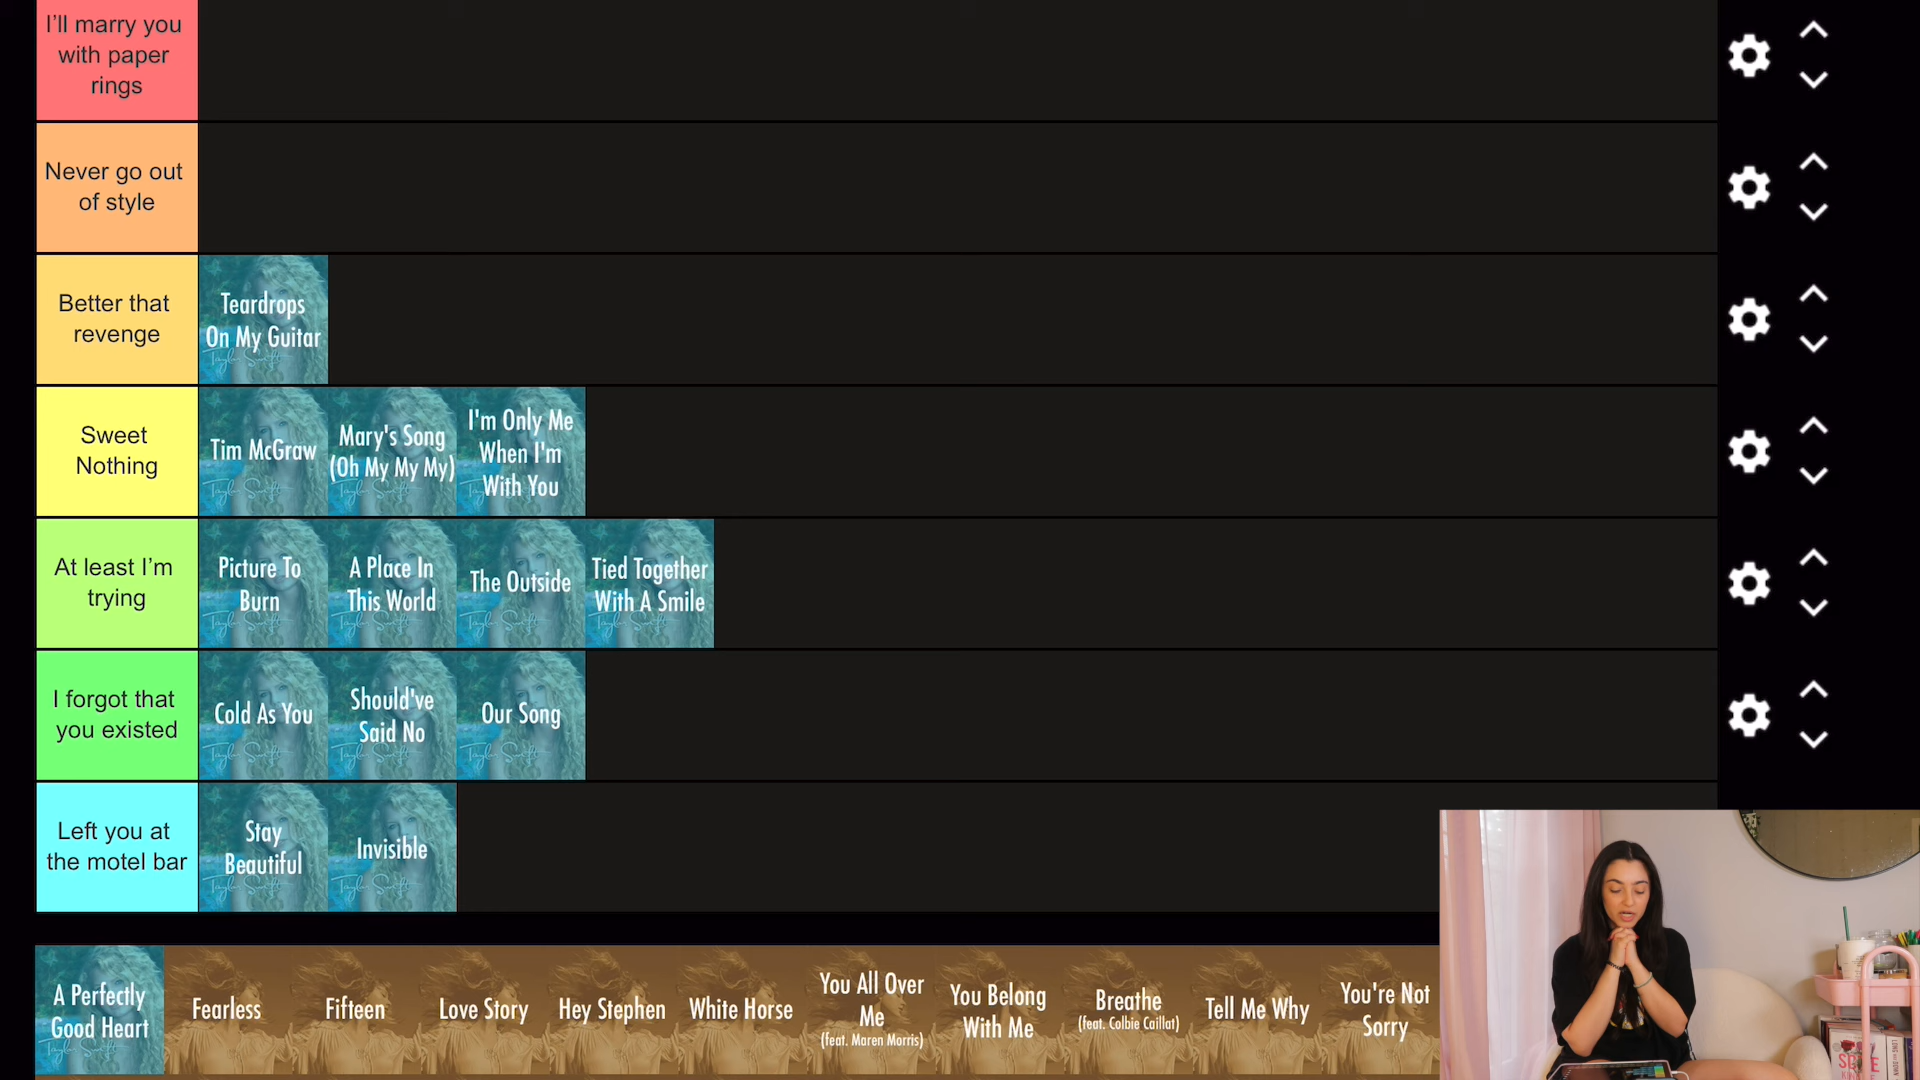 I'll marry you
with paper
rings
Never go out
of style
Better that
revenge
Teardrops
On My Guitar
Sweet
Nothing
Tim McGraw
Mary's Song
(Oh My My My)
I'm Only Me
When I'm
With You
At least I'm
trying
Picture To
Burn
A Place In
This World
The Outside
Tied Together
With A Smile
I forgot that
you existed
Cold As You
Should've
Said No
Our Song
Left you at
the motel bar
Stay
Beautiful
Invisible
A Perfectly
Good Heart
Fearless
Fifteen
Love Story
Hey Stephen
White Horse
You All Over
Me
(feat. Maren Morris)
You Belong
With Me
Breathe
(feat. Colbie Caillat)
Tell Me Why
You're Not
Sorry